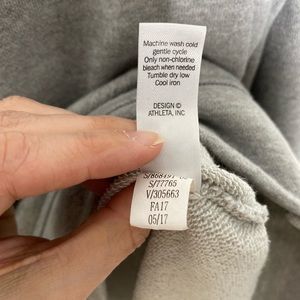 Machine wash cold
gentle cycle
Only non-chlorine
bleach when needed
Tumble dry low
Cool iron
DESIGN ©
ATHLETA, INC
S/77765
V/305663
FA17
05/17